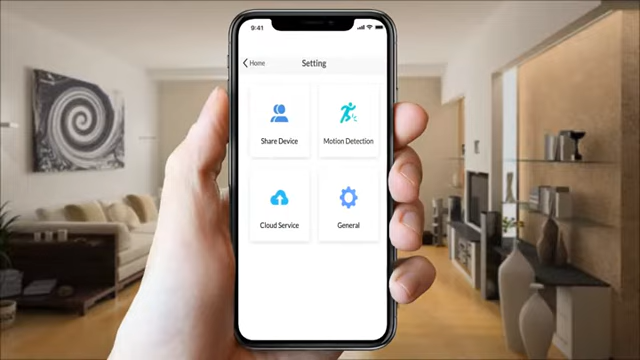 9:41
Home
Setting
Share Device
Motion Detection
Cloud Service
General